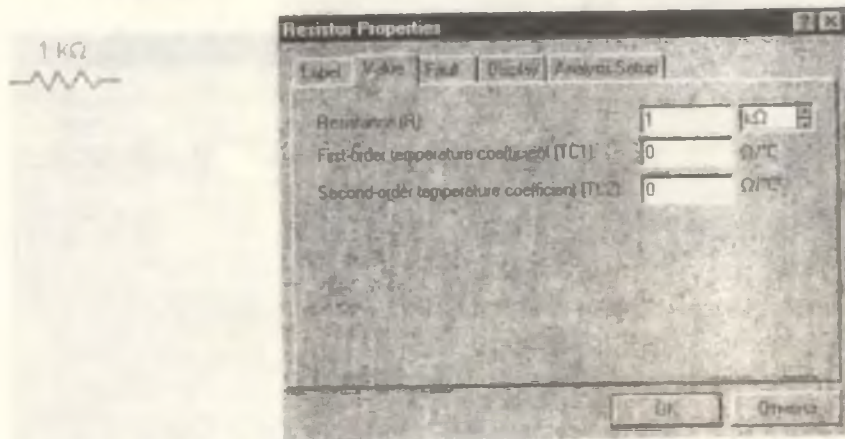 Resistor Properties
1 kΩ
Label Value Fault Display Analysis Setup
Resistance (R): 1 kΩ
First-order temperature coefficient (TC1): 0 Ω/°C
Second-order temperature coefficient (TC2): 0
OK Отмена